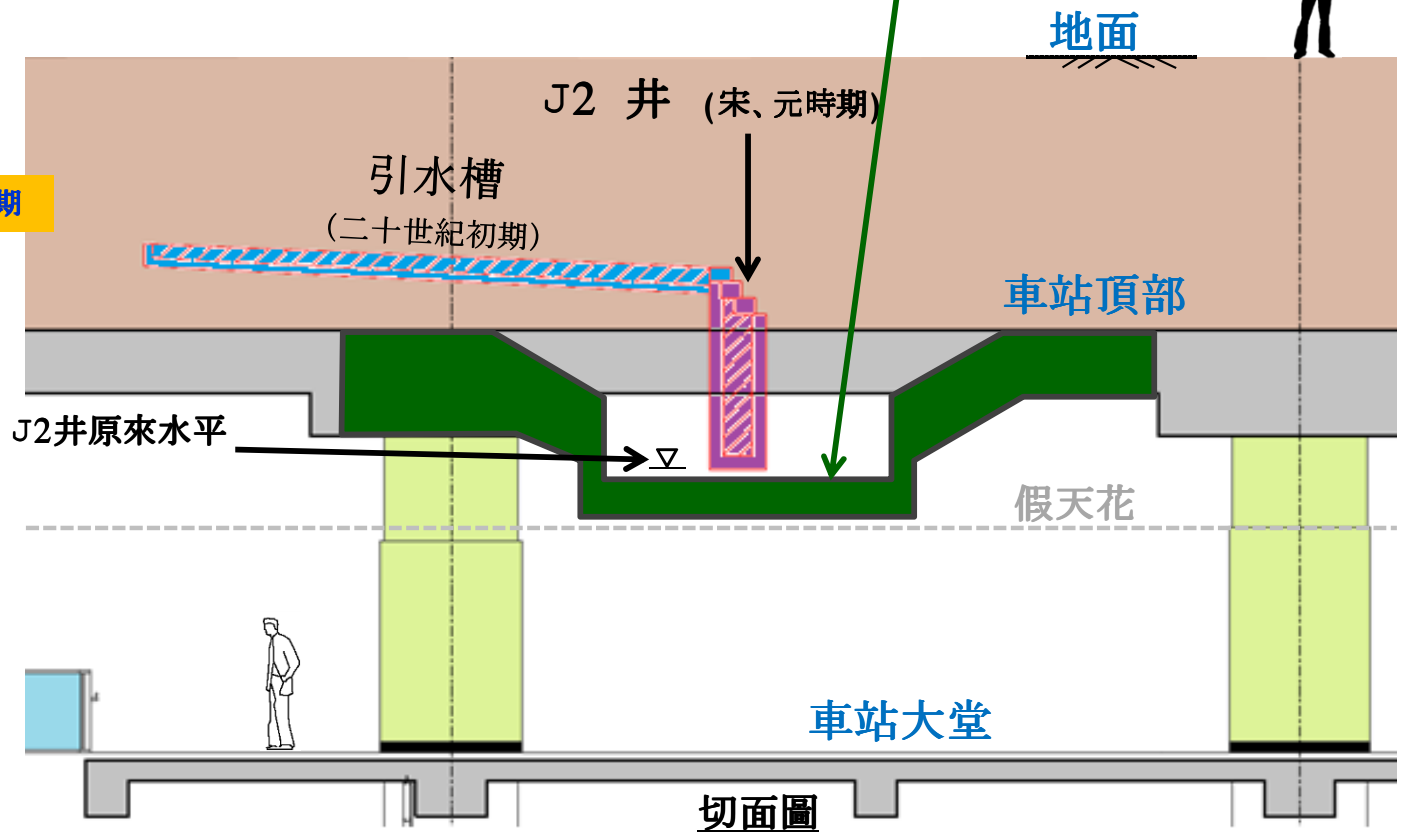 地面
J2 井 (宋、元時期)
引水槽
(二十世紀初期)
期
車站頂部
J2井原來水平
假天花
車站大堂
切面圖